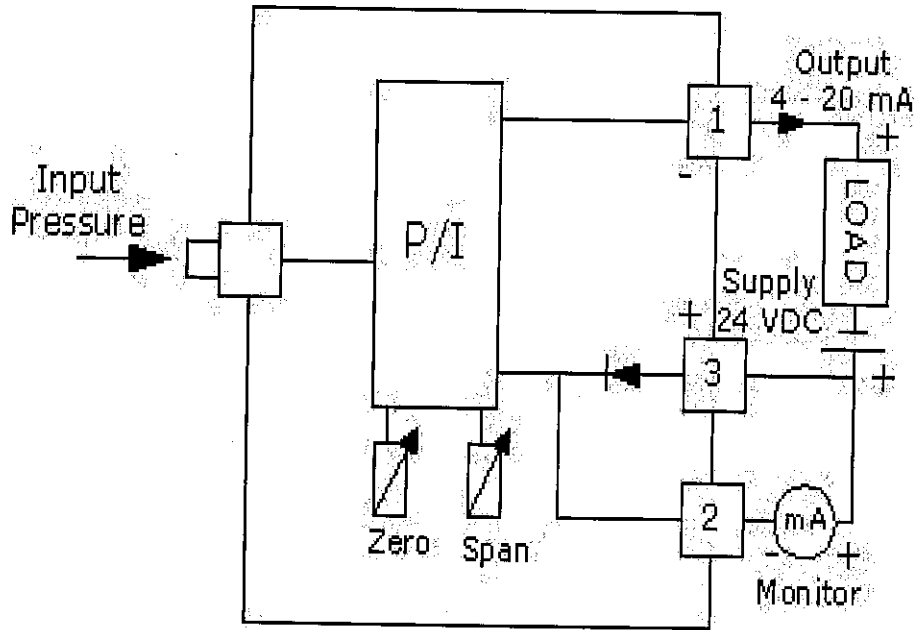 Output
4 - 20 mA
1
+
-
Input
Pressure
P/I
LOAD
Supply
24 VDC
+
3
+
2
mA
- +
Zero
Span
Monitor